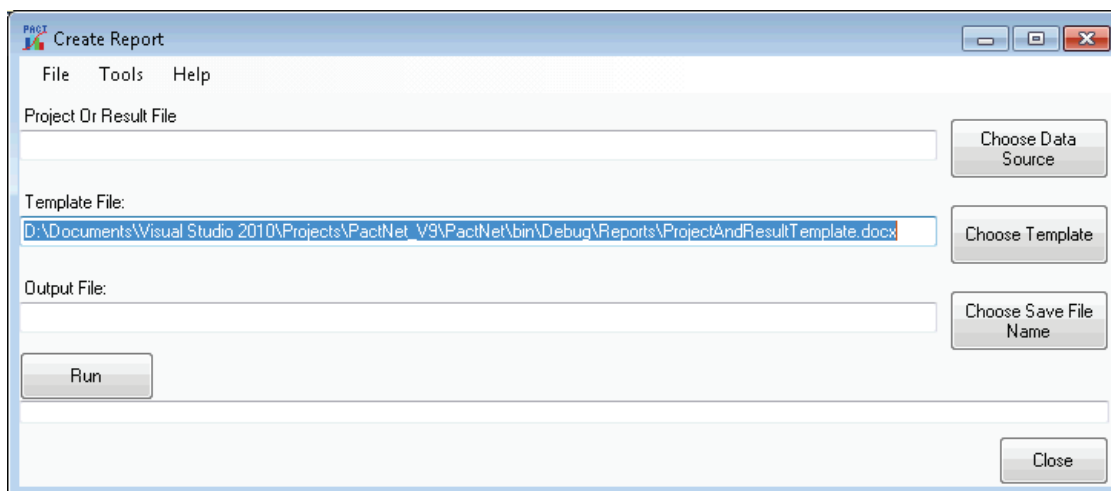 PACT
Create Report
File Tools Help
Project Or Result File
Choose Data
Source
Template File:
D:\Documents\Visual Studio 2010\Projects\PactNet_V9\PactNet\bin\Debug\Reports\ProjectAndResultTemplate.docx
Choose Template
Output File:
Choose Save File
Name
Run
Close